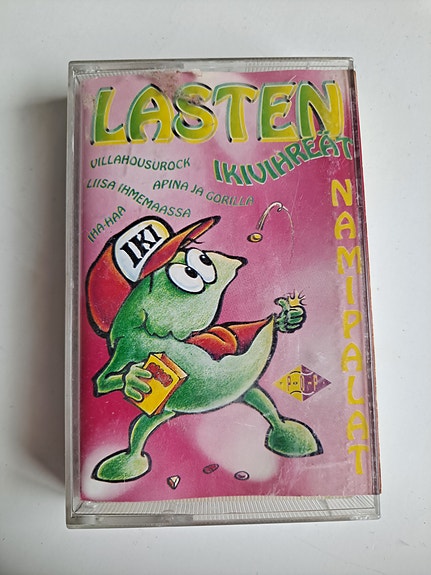 LASTEN
IKIVIHREÄT
VILLAHOUSUROCK
APINA JA GORILLA
LIISA IHMEMAASSA
IHA-HAA
IKI
NAMIPALAT